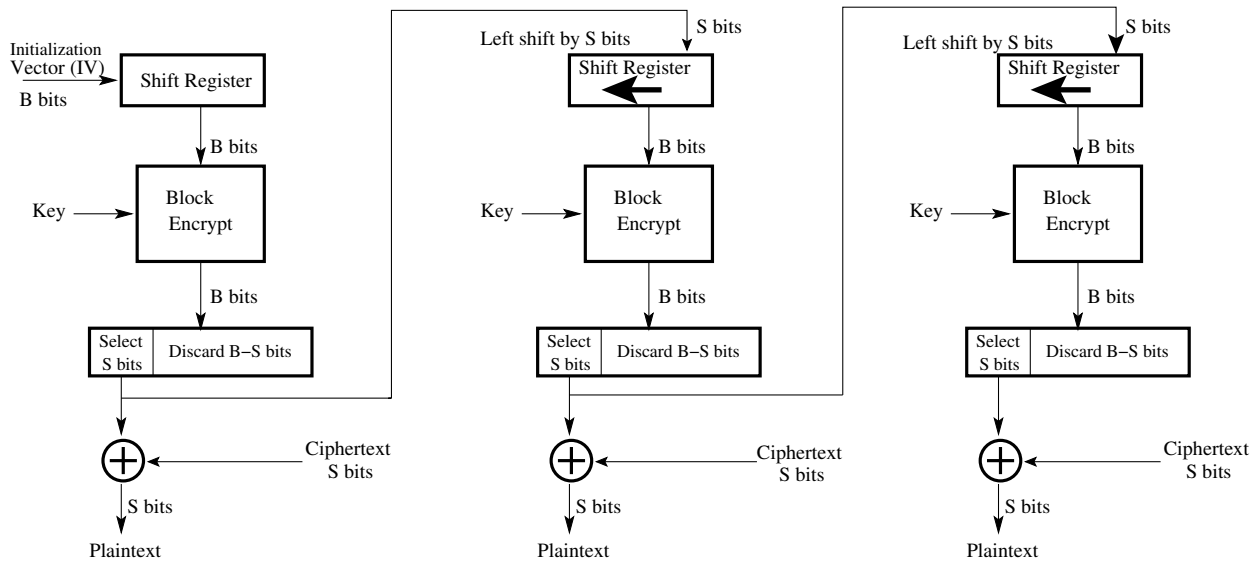 Initialization
Vector (IV)
B bits
Shift Register
B bits
Key
Block
Encrypt
B bits
Select
S bits
Discard B−S bits
Ciphertext
S bits
S bits
Plaintext
Left shift by S bits
S bits
Shift Register
B bits
Key
Block
Encrypt
B bits
Select
S bits
Discard B−S bits
Ciphertext
S bits
S bits
Plaintext
Left shift by S bits
S bits
Shift Register
B bits
Key
Block
Encrypt
B bits
Select
S bits
Discard B−S bits
Ciphertext
S bits
S bits
Plaintext